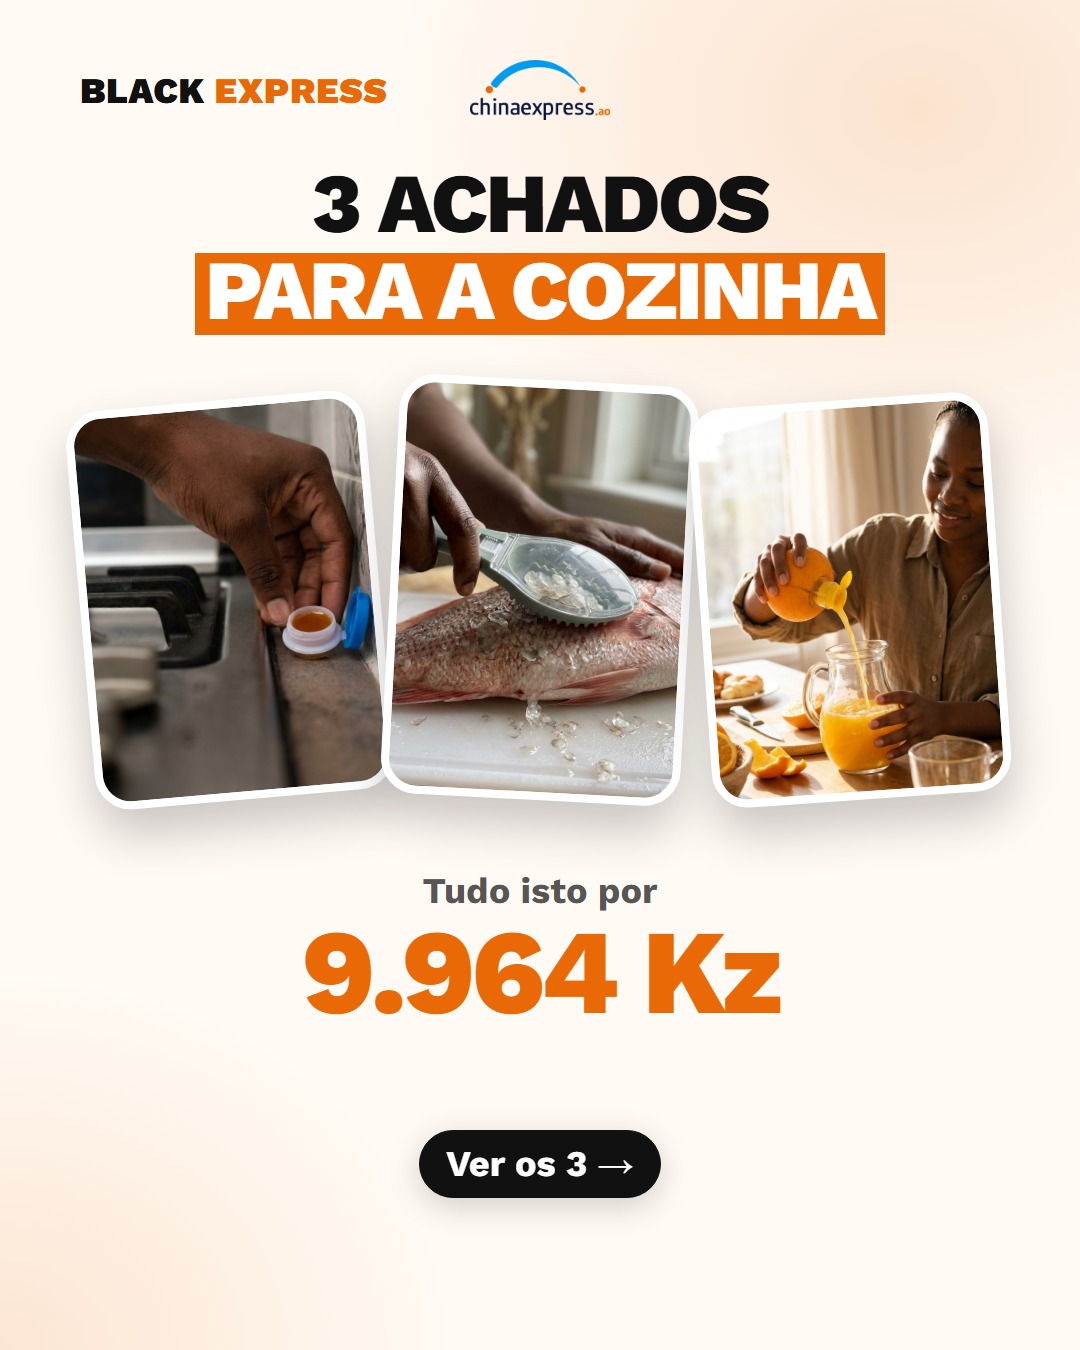 BLACK EXPRESS
chinaexpress.ao
3 ACHADOS
PARA A COZINHA
Tudo isto por
9.964 Kz
Ver os 3 →